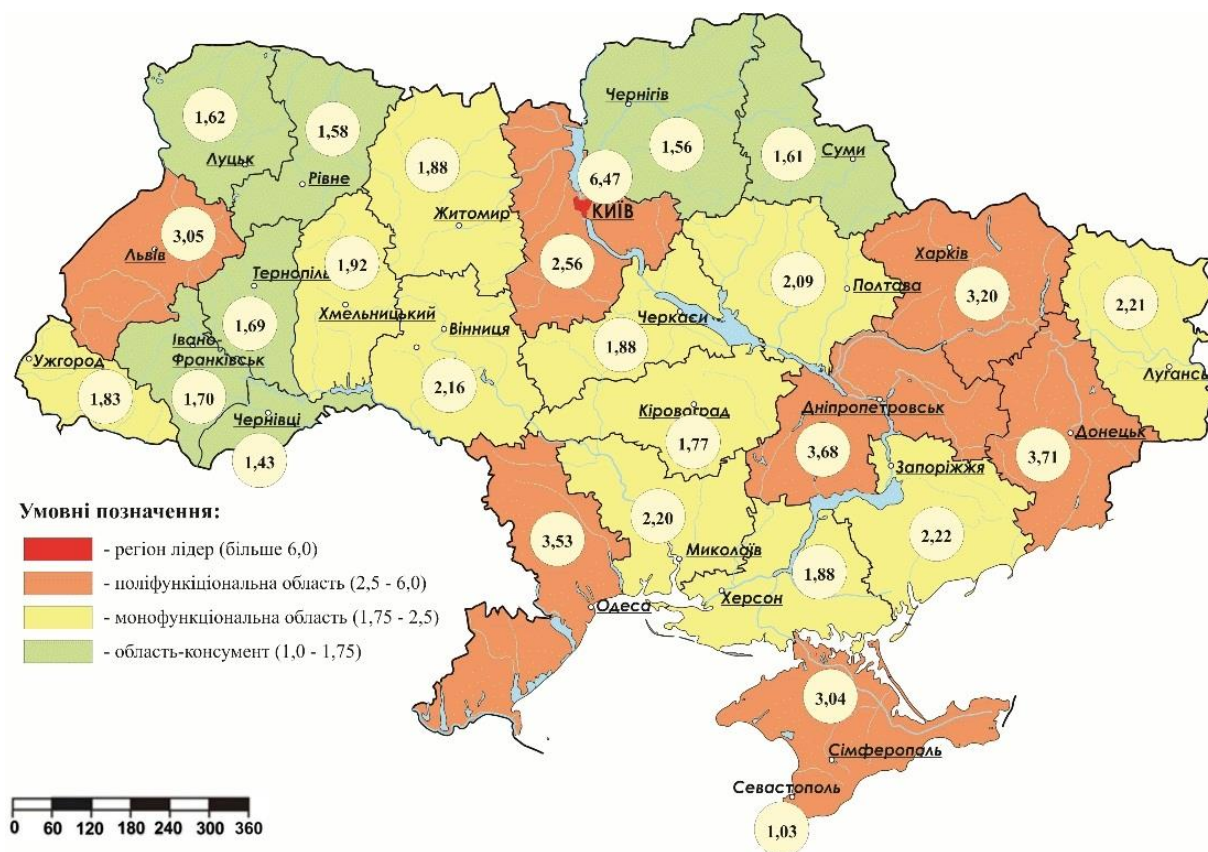 Чернігів
1,62
1,58
1,56
1,61
Суми
Луцьк
1,88
6,47
Рівне
КИЇВ
Житомир
3,05
Львів
Харків
Тернопіль
1,92
2,56
2,09
Полтава
3,20
2,21
Хмельницький
Черкаси
Вінниця
1,69
Івано-
Франківськ
1,88
Ужгород
Луганськ
1,83
1,70
2,16
Чернівці
Кіровоград
Дніпропетровськ
1,77
3,68
Донецьк
3,71
1,43
Запоріжжя
Умовні позначення:
- регіон лідер (більше 6,0)
- поліфункіціональна область (2,5 - 6,0)
- монофункіціональна область (1,75 - 2,5)
- область-консумент (1,0 - 1,75)
3,53
2,20
2,22
Миколаїв
1,88
Херсон
Одеса
3,04
Сімферополь
Севастополь
1,03
0 60 120 180 240 300 360